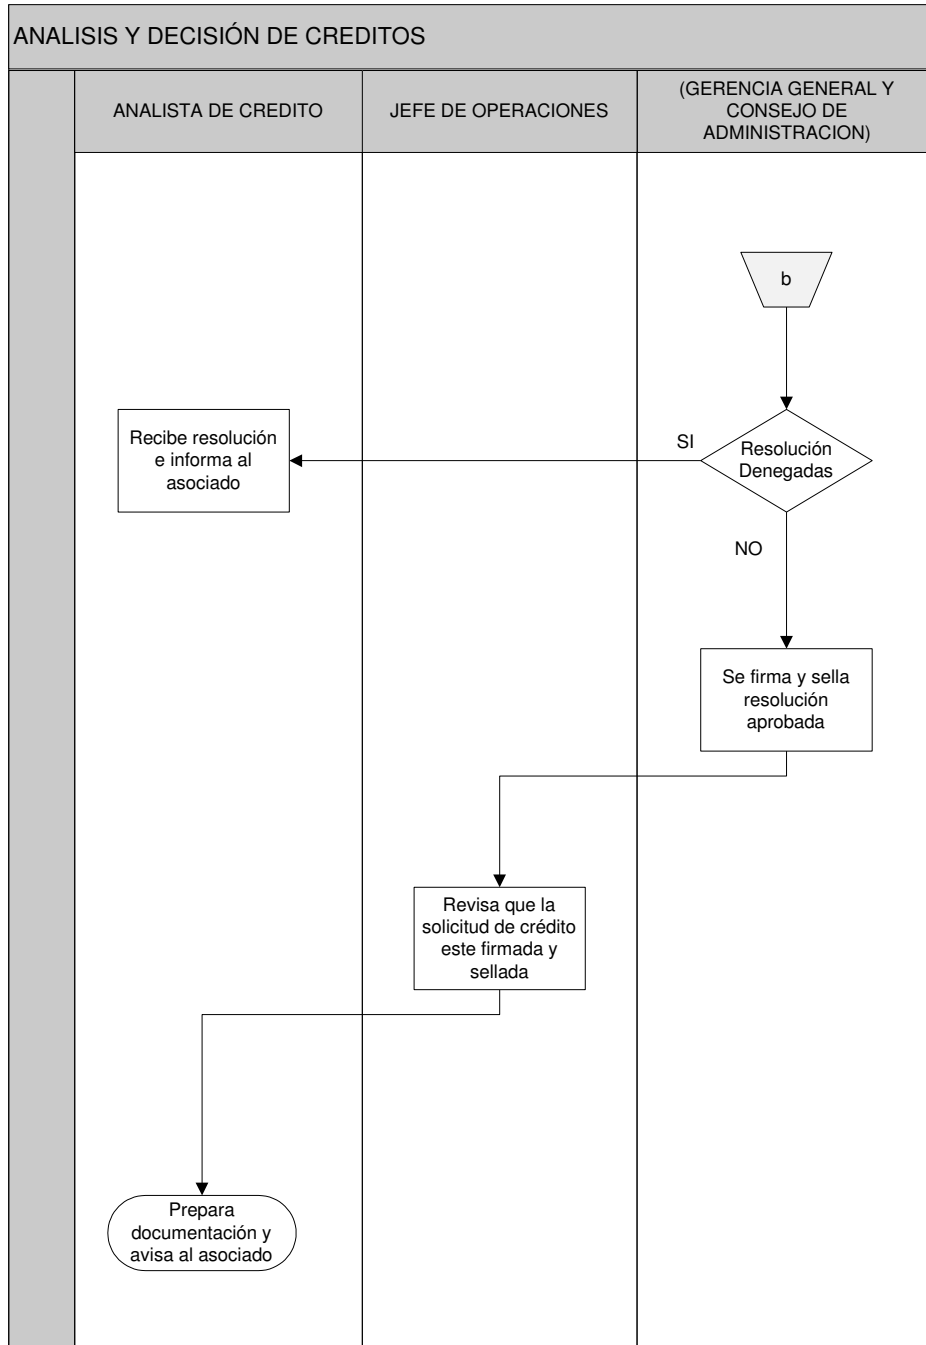 ANALISIS Y DECISIÓN DE CREDITOS
ANALISTA DE CREDITO
JEFE DE OPERACIONES
(GERENCIA GENERAL Y
CONSEJO DE
ADMINISTRACION)
b
Recibe resolución
e informa al
asociado
SI
Resolución
Denegadas
NO
Se firma y sella
resolución
aprobada
Revisa que la
solicitud de crédito
este firmada y
sellada
Prepara
documentación y
avisa al asociado